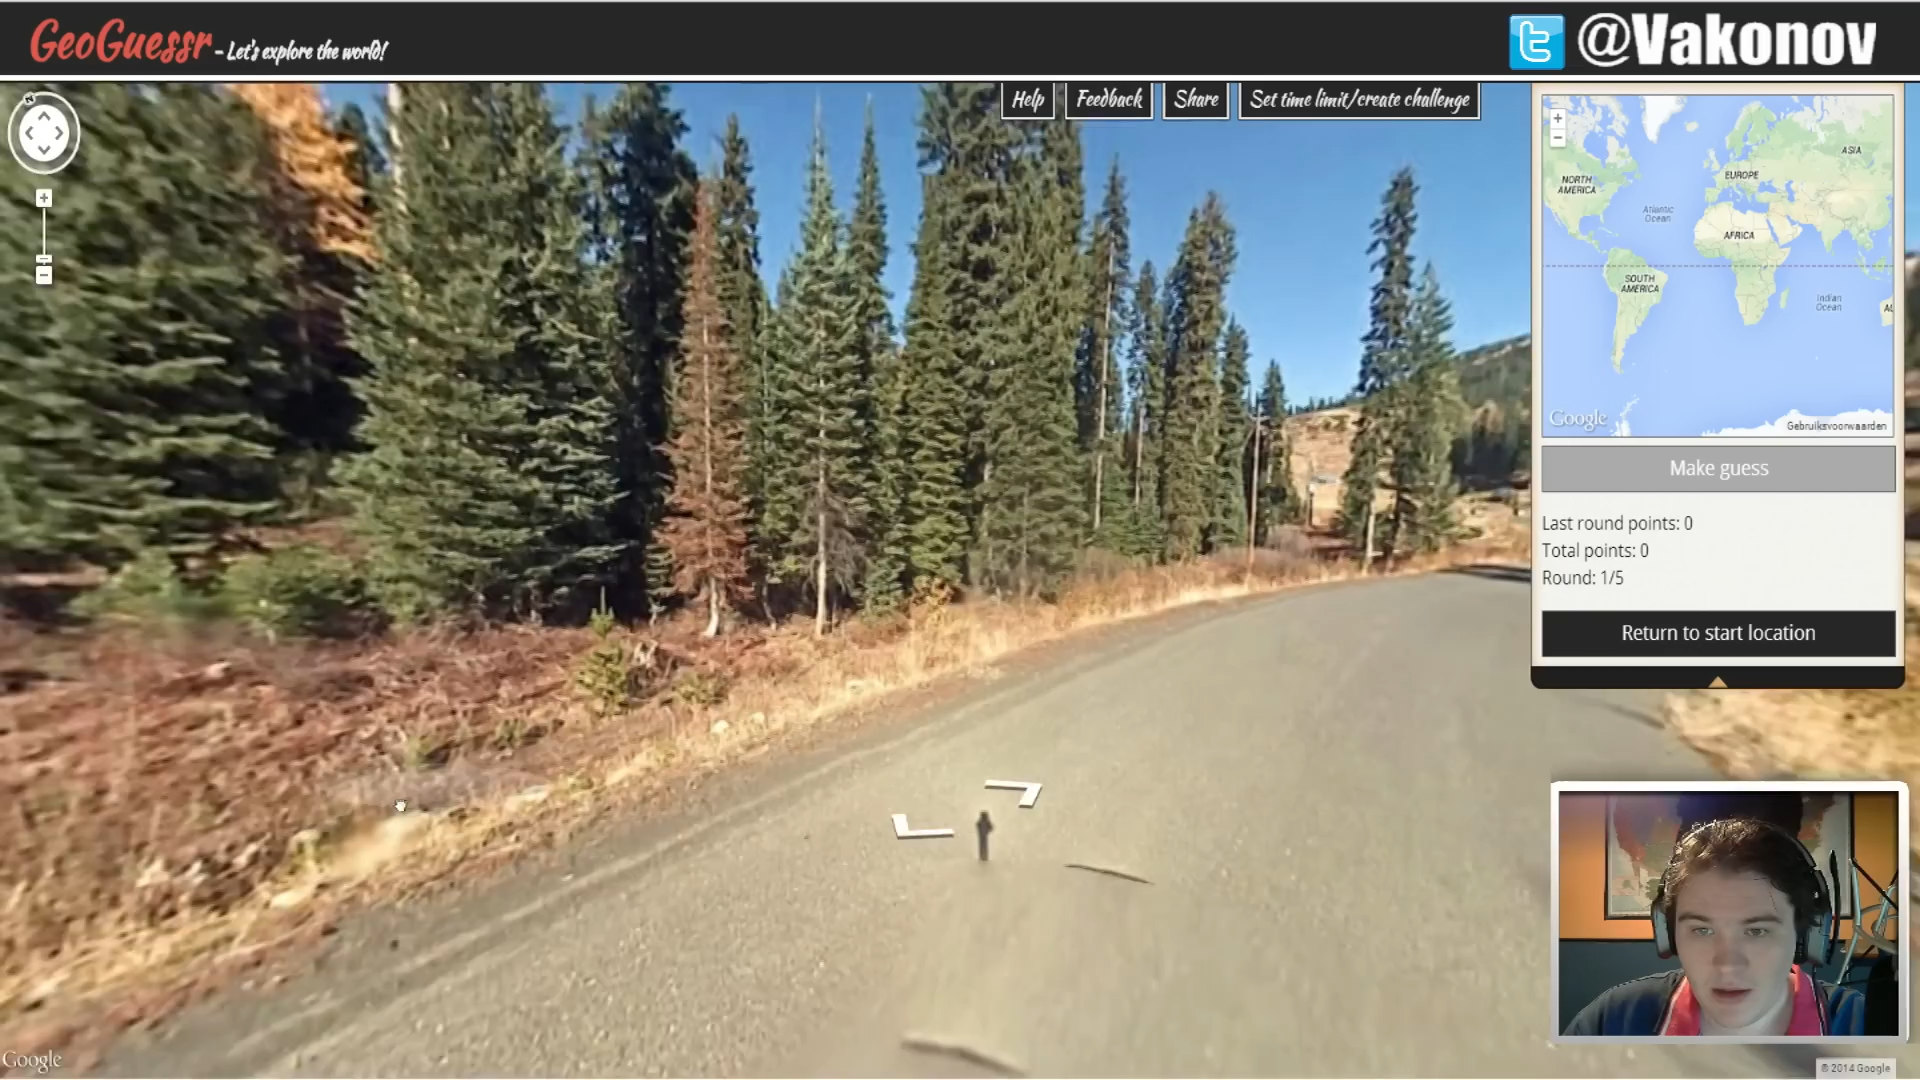 GeoGuessr - Let's explore the world!
@Vakonov
Help
Feedback
Share
Set time limit/create challenge
N
+
-
+
-
ASIA
EUROPE
NORTH
AMERICA
Atlantic
Ocean
AFRICA
SOUTH
AMERICA
Indian
Ocean
AU
Google
Gebruiksvoorwaarden
Make guess
Last round points: 0
Total points: 0
Round: 1/5
Return to start location
Google
© 2014 Google